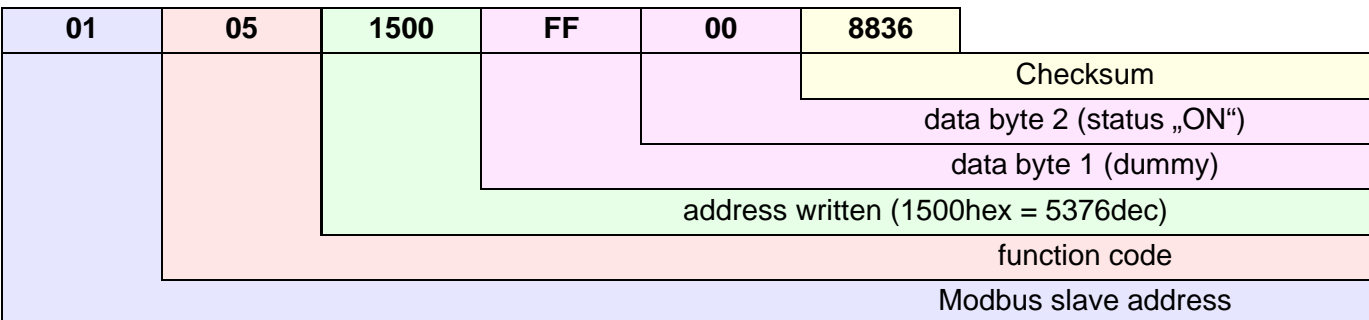 01 05 1500 FF 00 8836
Checksum
data byte 2 (status „ON“)
data byte 1 (dummy)
address written (1500hex = 5376dec)
function code
Modbus slave address